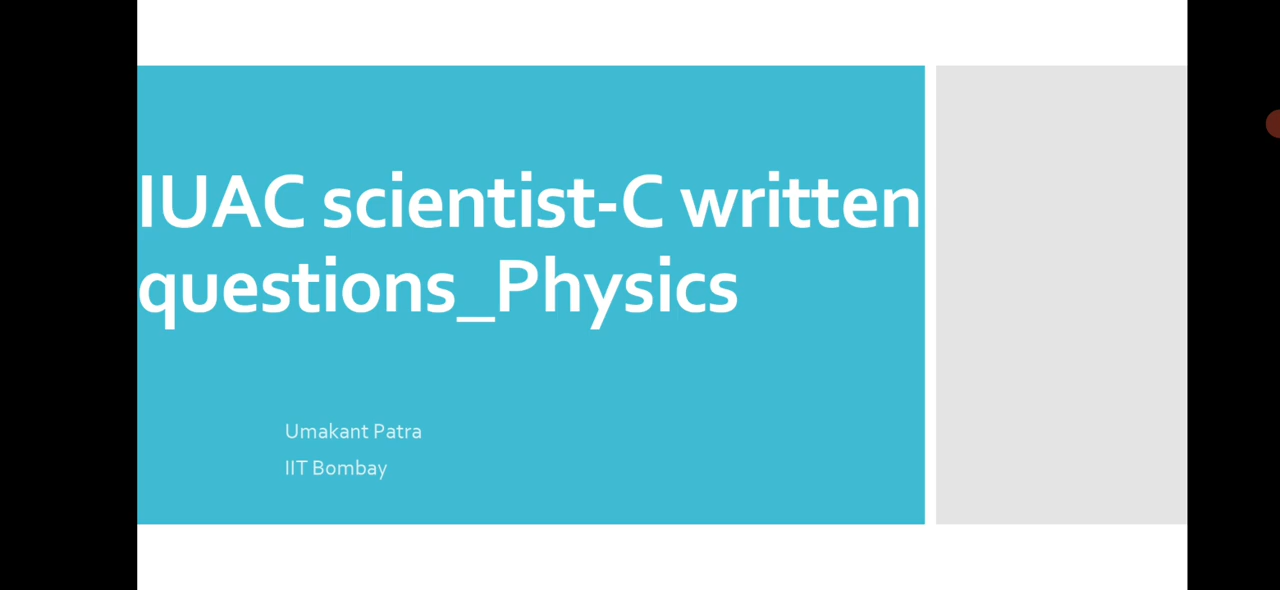 IUAC scientist-C written
questions_Physics
Umakant Patra
IIT Bombay